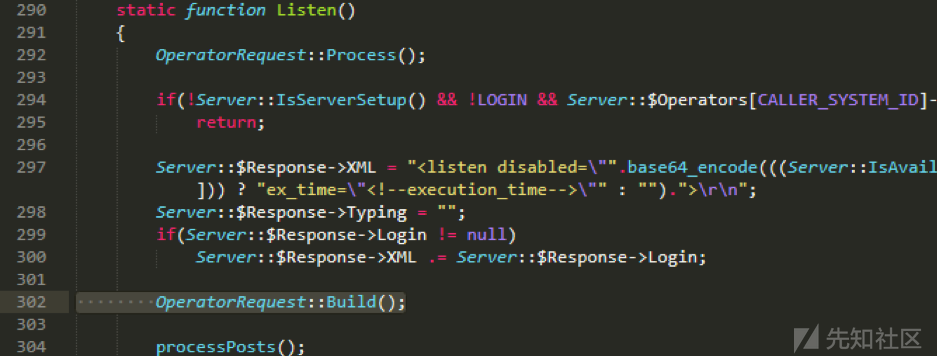 290 static function Listen()
291 {
292 OperatorRequest::Process();
293
294 if(!Server::IsServerSetup() && !LOGIN && Server::$Operators[CALLER_SYSTEM_ID]-
295 return;
296
297 Server::$Response->XML = "<listen disabled=\"".base64_encode(((Server::IsAvail
])) ? "ex_time=\"<!--execution_time-->\"" : "").">\r\n";
298 Server::$Response->Typing = "";
299 if(Server::$Response->Login != null)
300 Server::$Response->XML .= Server::$Response->Login;
301
302 OperatorRequest::Build();
303
304 processPosts();
先知社区